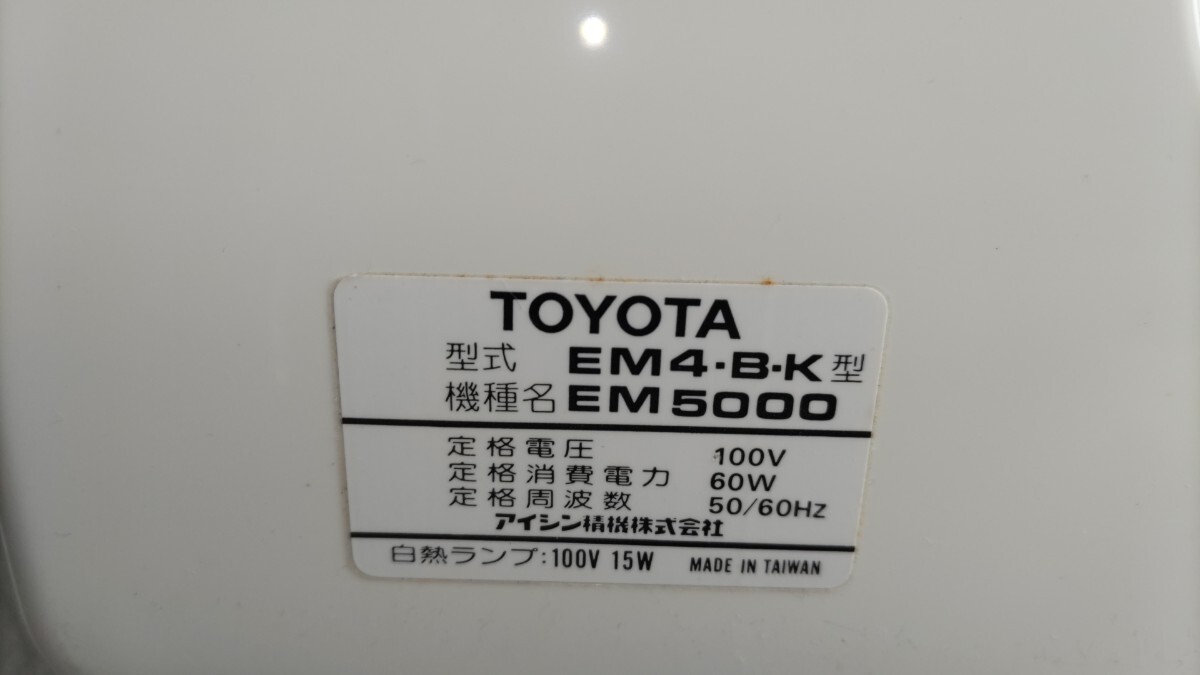 TOYOTA
型式 EM4・B・K型
機種名 EM5000
定格電圧 100V
定格消費電力 60W
定格周波数 50/60HZ
アイシン精機株式会社
白熱ランプ:100V 15W MADE IN TAIWAN